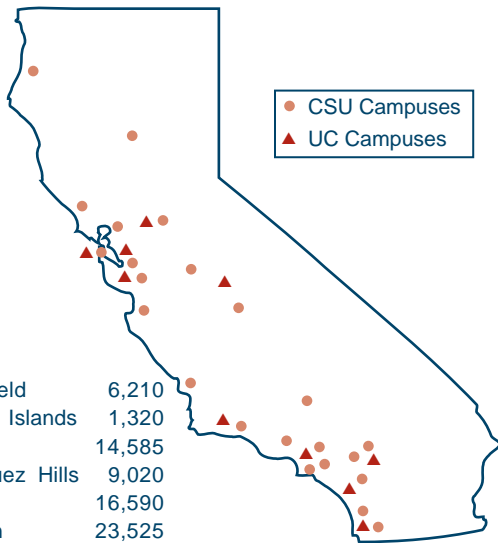 CSU Campuses
UC Campuses
eld 6,210
Islands 1,320
14,585
uez Hills 9,020
16,590
23,525